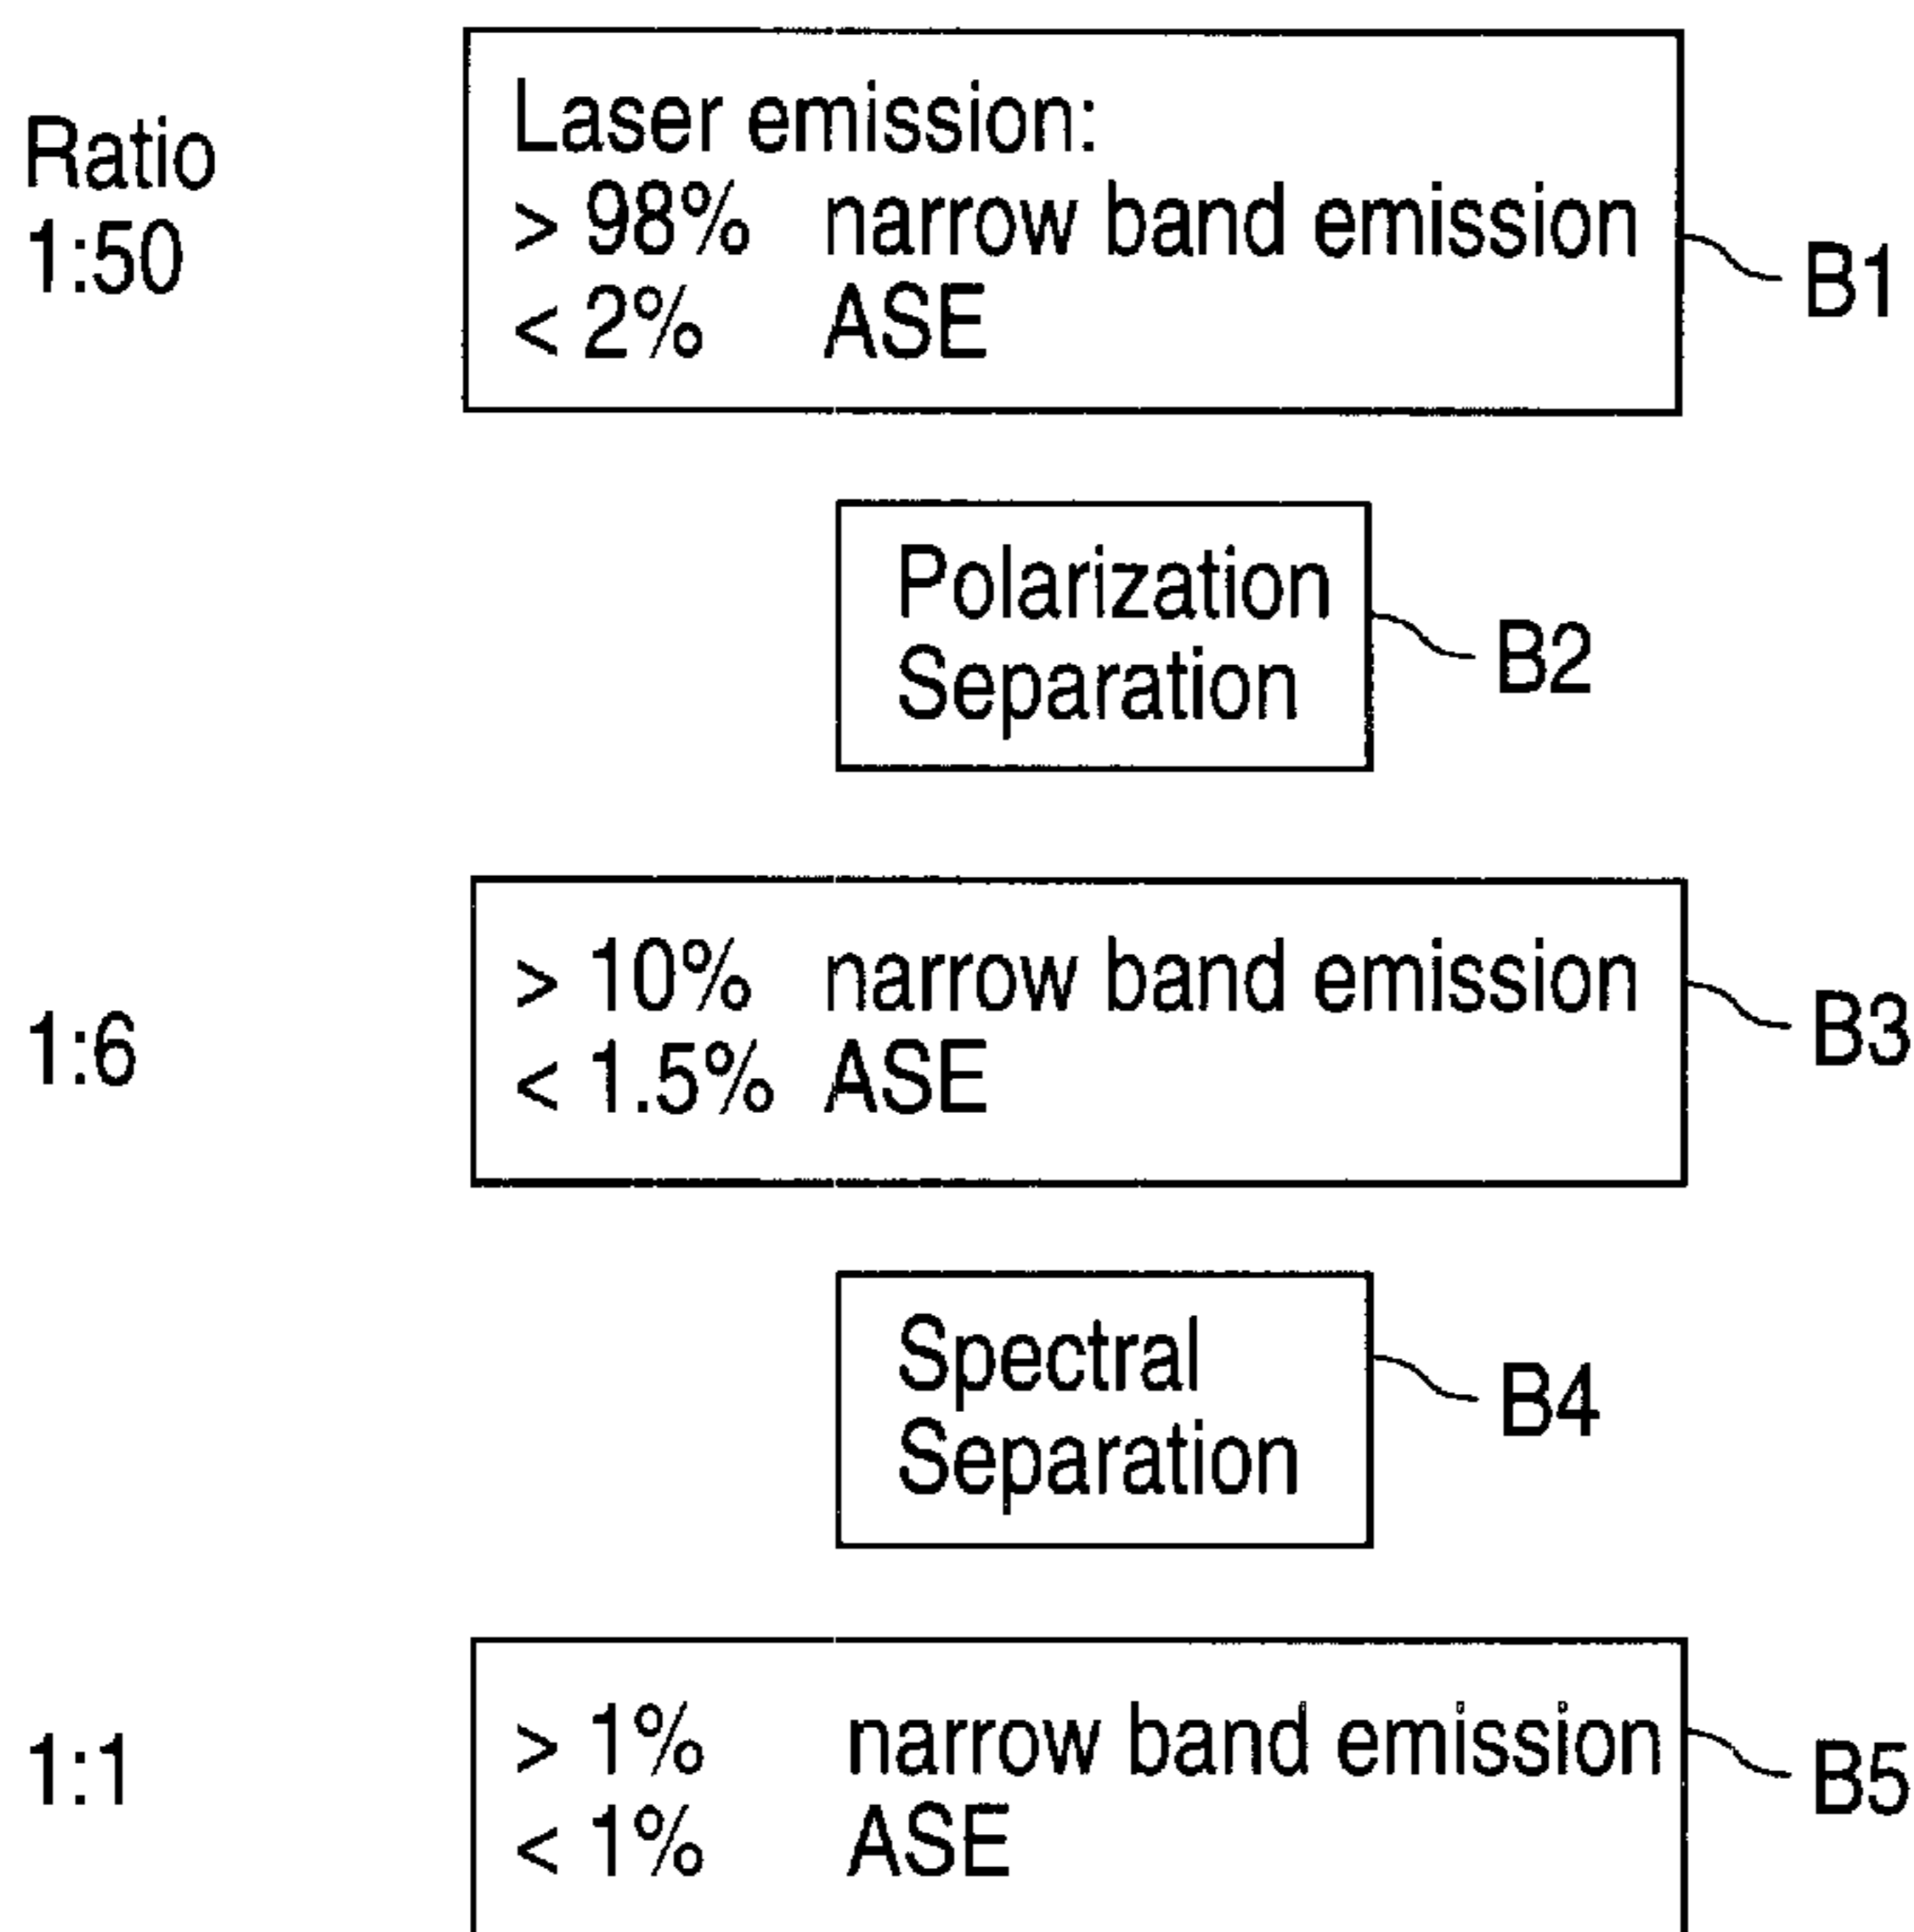 Ratio
1:50
Laser emission:
> 98% narrow band emission
< 2% ASE
B1
Polarization
Separation
B2
1:6
> 10% narrow band emission
< 1.5% ASE
B3
Spectral
Separation
B4
1:1
> 1% narrow band emission
< 1% ASE
B5